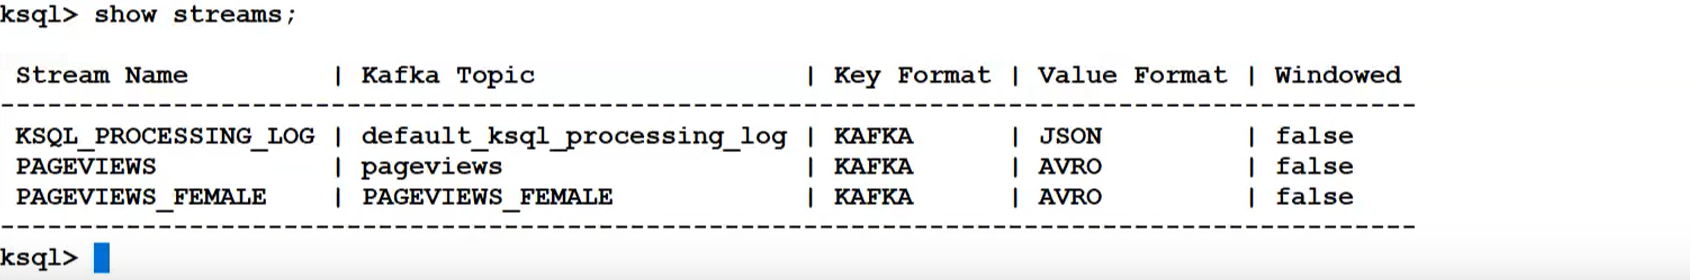 ksql> show streams;
 Stream Name         | Kafka Topic                 | Key Format | Value Format | Windowed
------------------------------------------------------------------------------------------
 KSQL_PROCESSING_LOG | default_ksql_processing_log | KAFKA      | JSON         | false
 PAGEVIEWS           | pageviews                   | KAFKA      | AVRO         | false
 PAGEVIEWS_FEMALE    | PAGEVIEWS_FEMALE            | KAFKA      | AVRO         | false
------------------------------------------------------------------------------------------
ksql>